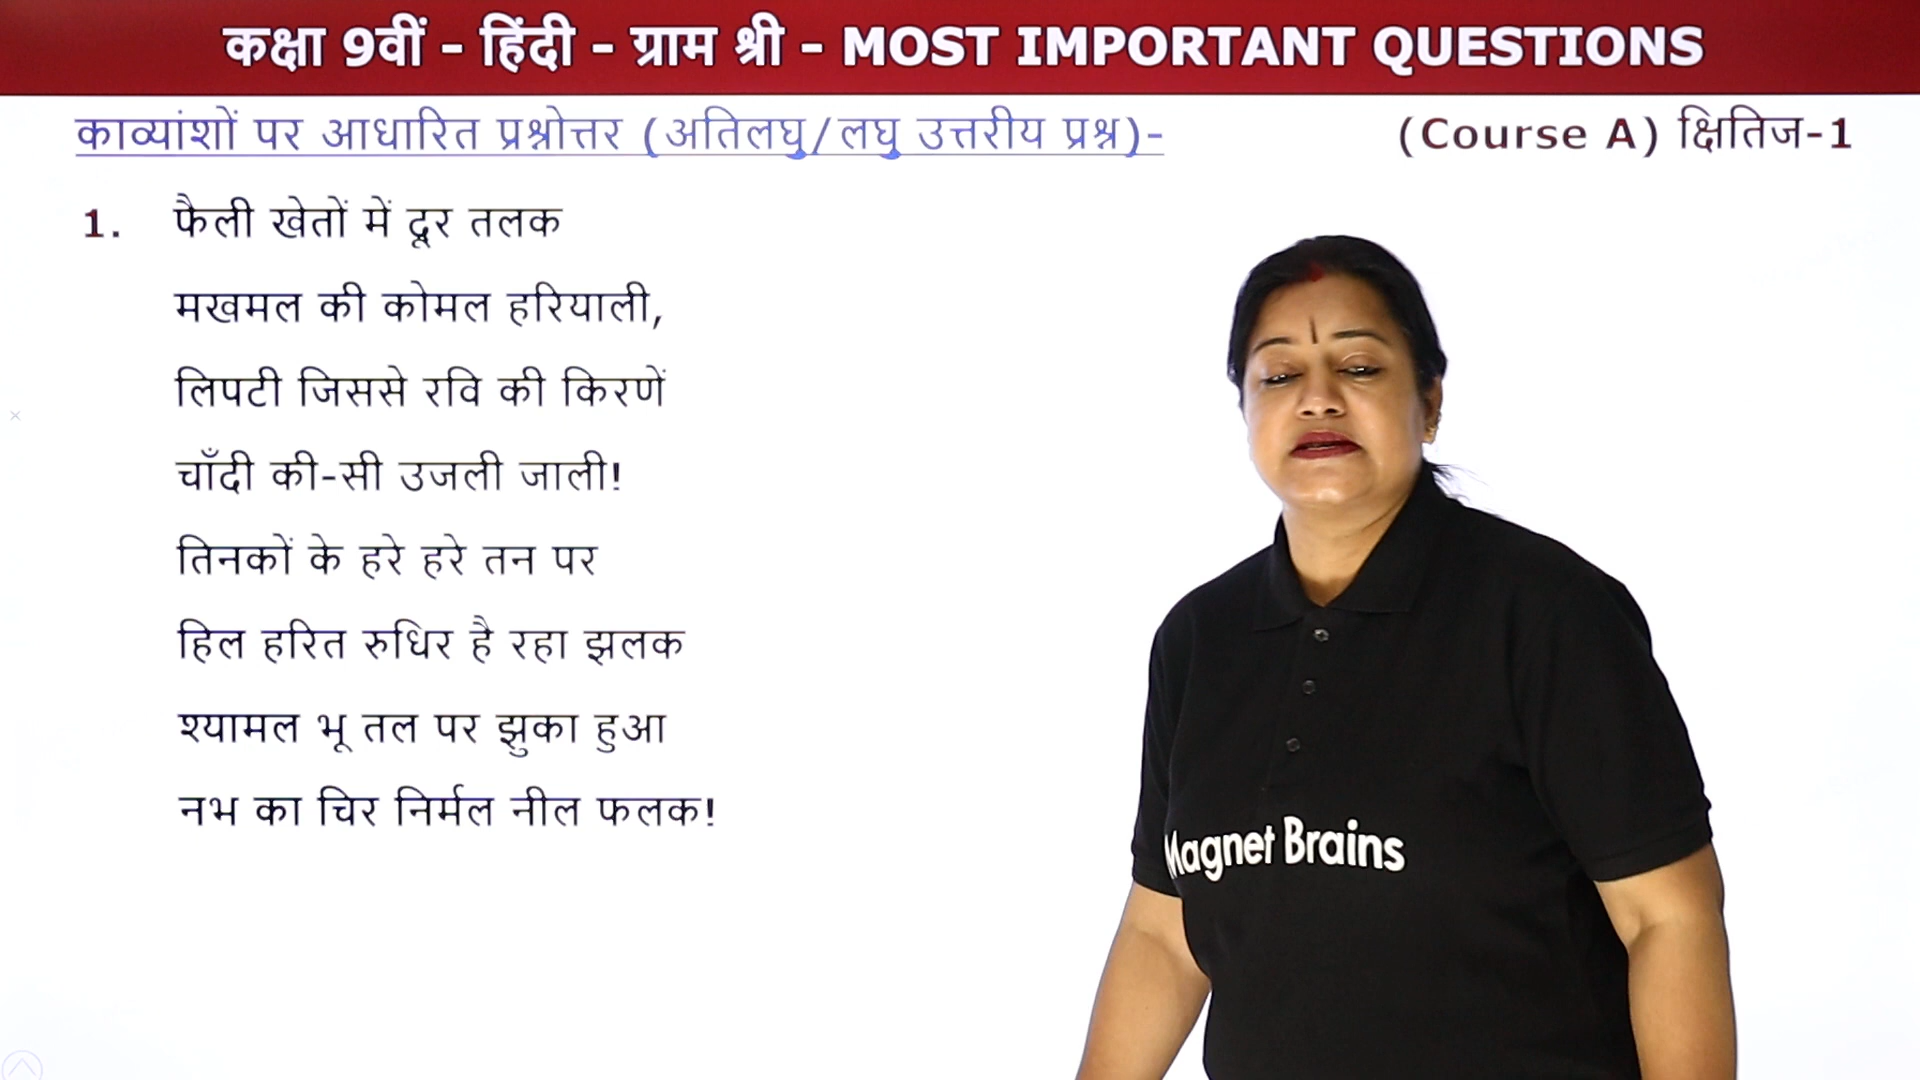 कक्षा 9वीं - हिंदी - ग्राम श्री - MOST IMPORTANT QUESTIONS
काव्यांशों पर आधारित प्रश्नोत्तर (अतिलघु/लघु उत्तरीय प्रश्न)-
(Course A) क्षितिज-1
1. फैली खेतों में दूर तलक
मखमल की कोमल हरियाली,
लिपटी जिससे रवि की किरणें
चाँदी की-सी उजली जाली!
तिनकों के हरे हरे तन पर
हिल हरित रुधिर है रहा झलक
श्यामल भू तल पर झुका हुआ
नभ का चिर निर्मल नील फलक!
Magnet Brains